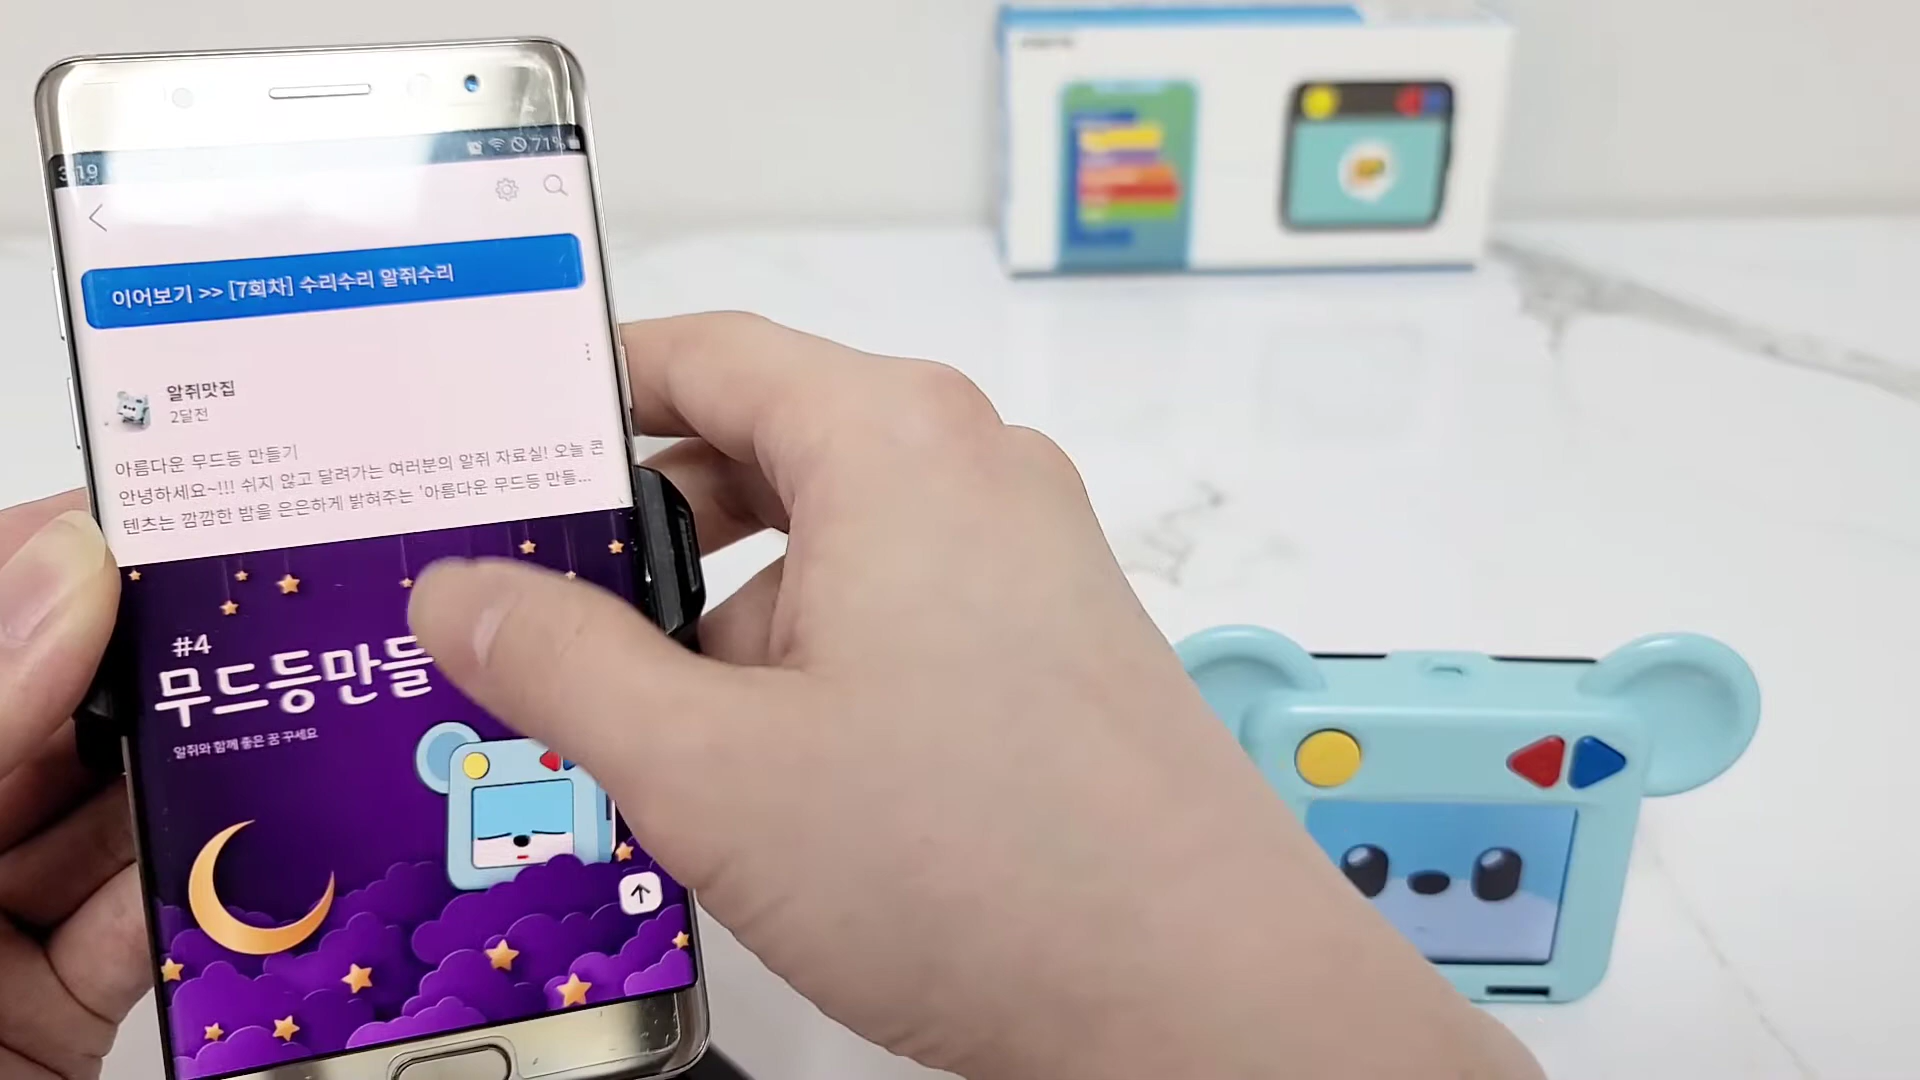 3:19
71%
이어보기 >> [7회차] 수리수리 알쥐수리
알쥐맛집
2달전
아름다운 무드등 만들기
안녕하세요~!!! 쉬지 않고 달려가는 여러분의 알쥐 자료실! 오늘 콘
텐츠는 깜깜한 밤을 은은하게 밝혀주는 '아름다운 무드등 만들...
#4
무드등만들
알쥐와 함께 좋은 꿈 꾸세요